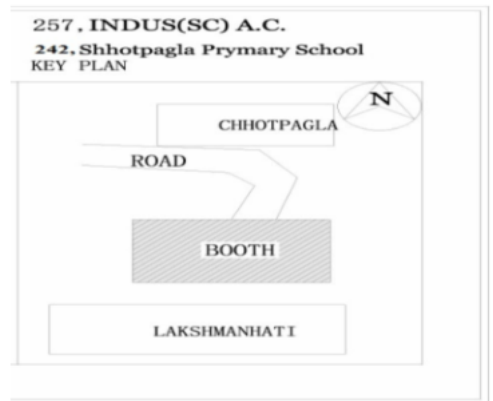 257, INDUS(SC) A.C.
242, Shhotpagla Prymary School
KEY PLAN
N
CHHOTPAGLA
ROAD
BOOTH
LAKSHMANHATI